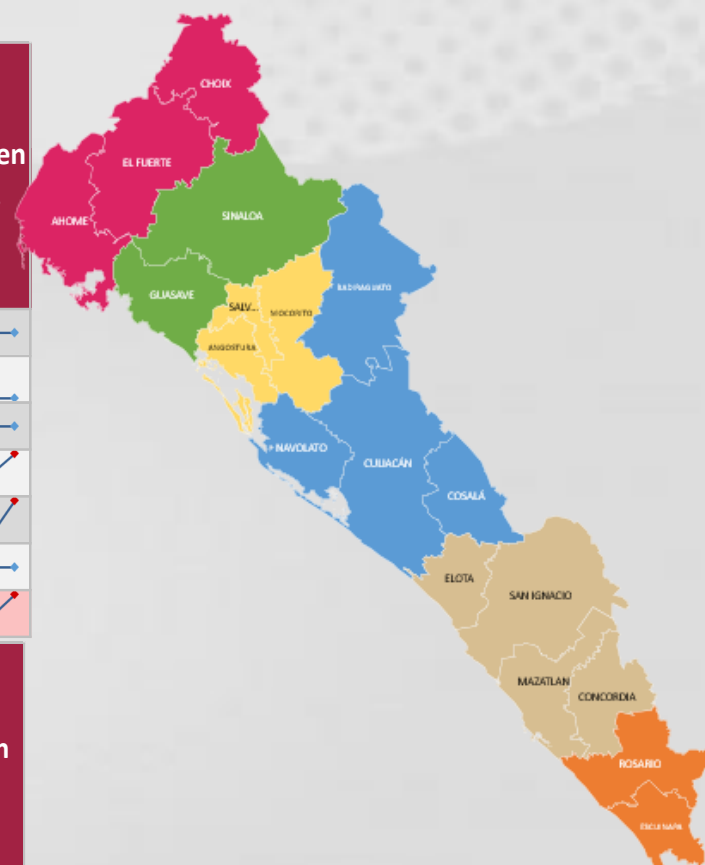 CHOIX
en
EL FUERTE
AHOME
SINALOA
BADIRAGUATO
GUASAVE
SALV...
MOCORITO
ANGOSTURA
NAVOLATO
CULIACÁN
COSALÁ
ELOTA
SAN IGNACIO
MAZATLAN
CONCORDIA
n
ROSARIO
ESCUINAPA